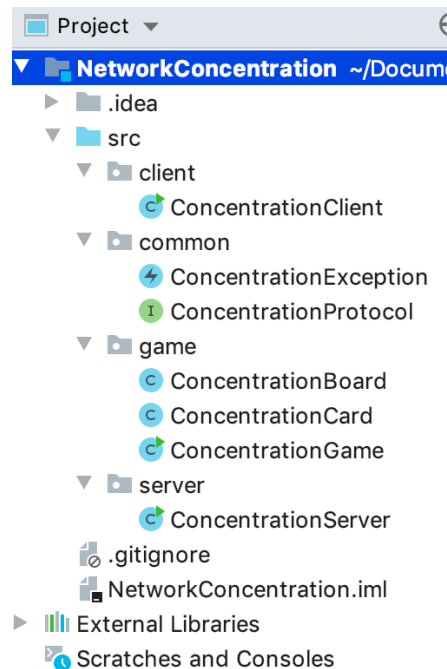 Project
NetworkConcentration ~/Docume
.idea
src
client
C ConcentrationClient
common
ConcentrationException
I ConcentrationProtocol
game
C ConcentrationBoard
C ConcentrationCard
C ConcentrationGame
server
C ConcentrationServer
.gitignore
NetworkConcentration.iml
External Libraries
Scratches and Consoles